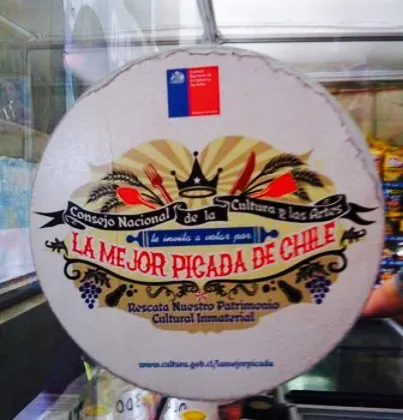 Consejo Nacional de la Cultura y las Artes
te invita a votar por
LA MEJOR PICADA DE CHILE
Rescata Nuestro Patrimonio
Cultural Inmaterial
www.cultura.gob.cl/lamejorpicada